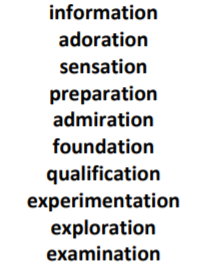 information
adoration
sensation
preparation
admiration
foundation
qualification
experimentation
exploration
examination